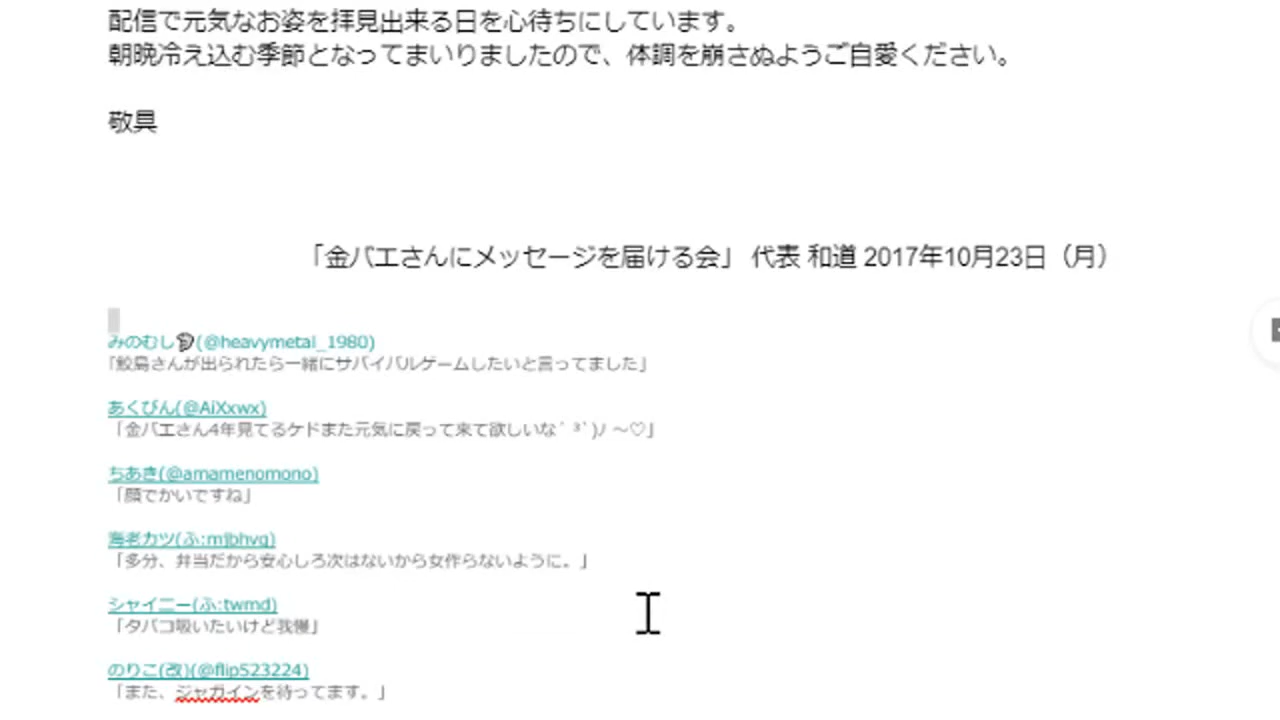 配信で元気なお姿を拝見出来る日を心待ちにしています。
朝晩冷え込む季節となってまいりましたので、体調を崩さぬようご自愛ください。
敬具
「金バエさんにメッセージを届ける会」 代表 和道 2017年10月23日（月）
みのむし(@heavymetal_1980)
「鮫島さんが出られたら一緒にサバイバルゲームしたいと言ってました」
あくびん(@AiXxwx)
「金バエさん4年見てるケドまた元気に戻って来て欲しいな´ ³`)ﾉ ～♡」
ちあき(@amamenomono)
「顔でかいですね」
海老カツ(ふ:mjbhvg)
「多分、弁当だから安心しろ次はないから女作らないように。」
シャイニー(ふ:twmd)
「タバコ吸いたいけど我慢」
のりこ(改)(@flip523224)
「また、ジャガインを待ってます。」